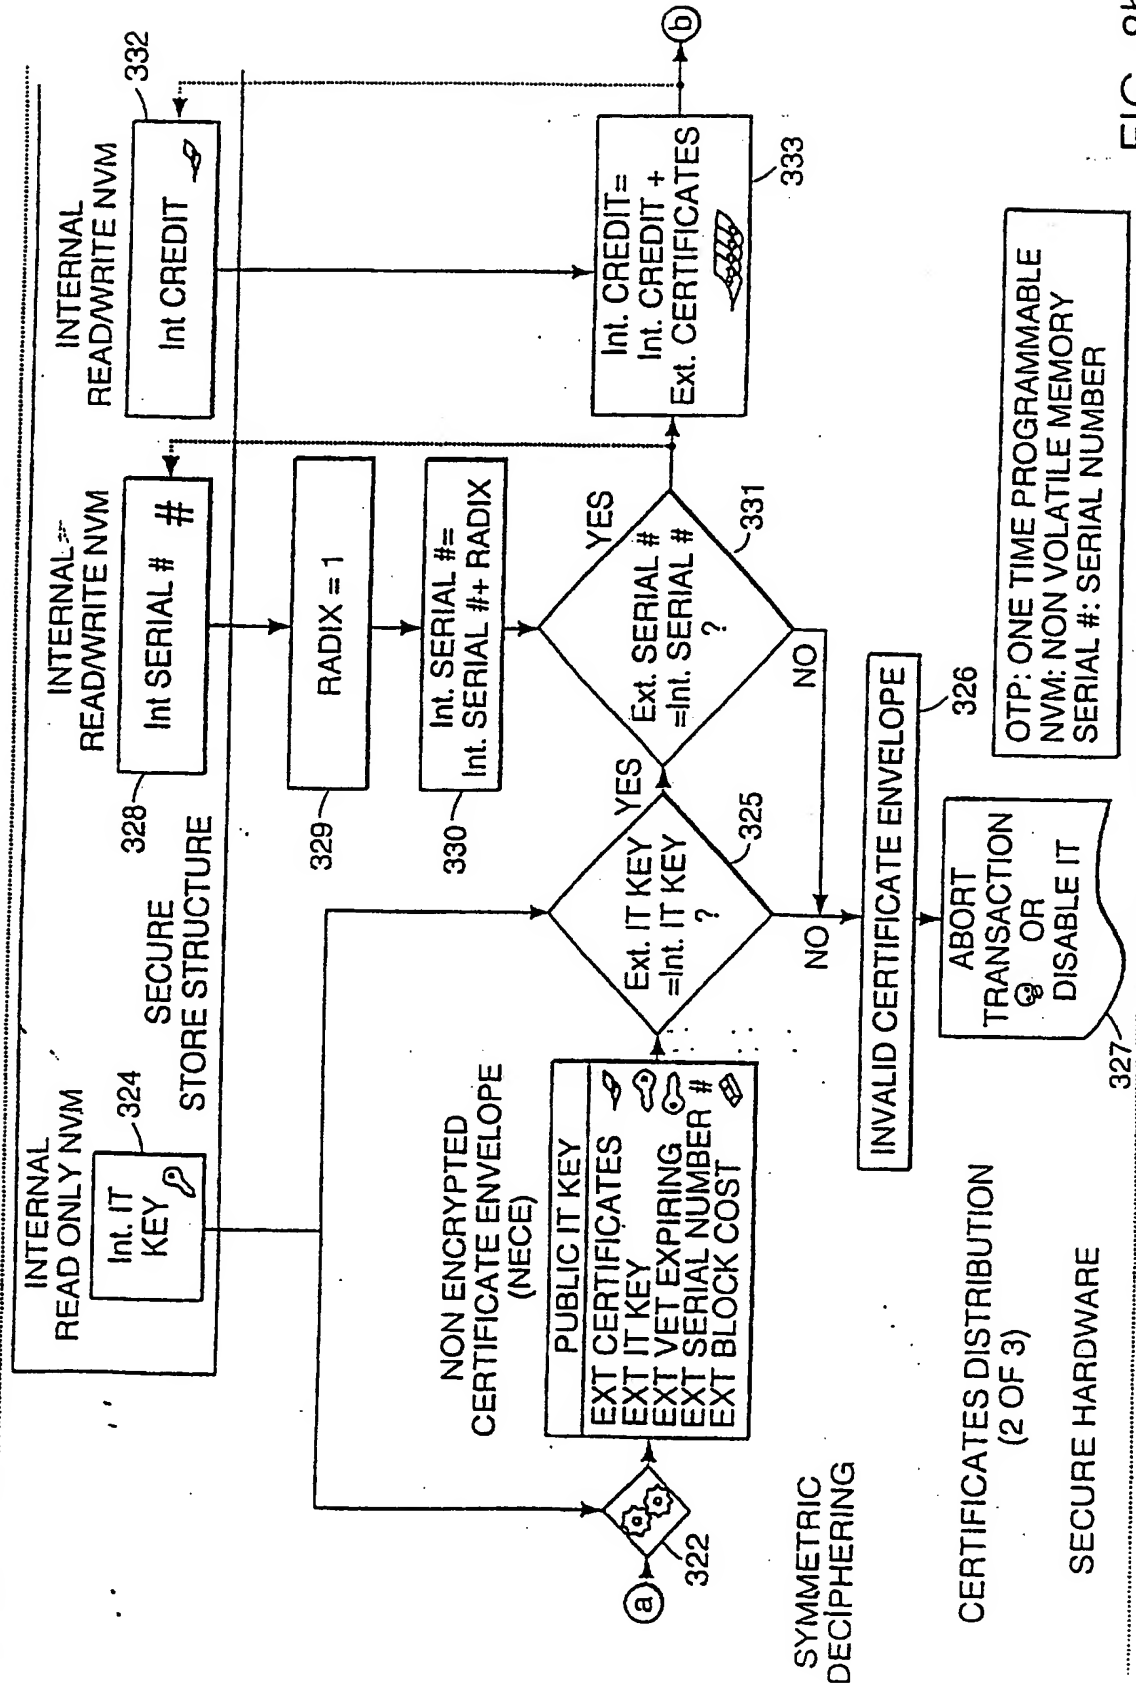 INTERNAL
READ ONLY NVM
324
Int. IT
KEY
SECURE
STORE STRUCTURE
INTERNAL
READ/WRITE NVM
328
Int SERIAL # #
INTERNAL
READ/WRITE NVM
332
Int CREDIT
329
RADIX = 1
330
Int. SERIAL #=
Int. SERIAL #+ RADIX
NON ENCRYPTED
CERTIFICATE ENVELOPE
(NECE)
a
322
SYMMETRIC
DECIPHERING
PUBLIC IT KEY
EXT CERTIFICATES
EXT IT KEY
EXT VET EXPIRING
EXT SERIAL NUMBER #
EXT BLOCK COST
Ext. IT KEY
=Int. IT KEY
?
YES
325
NO
Ext. SERIAL #
=Int. SERIAL #
?
YES
331
NO
Int. CREDIT=
Int. CREDIT +
Ext. CERTIFICATES
333
b
INVALID CERTIFICATE ENVELOPE
326
ABORT
TRANSACTION
OR
DISABLE IT
327
OTP: ONE TIME PROGRAMMABLE
NVM: NON VOLATILE MEMORY
SERIAL #: SERIAL NUMBER
CERTIFICATES DISTRIBUTION
(2 OF 3)
SECURE HARDWARE
FIG.